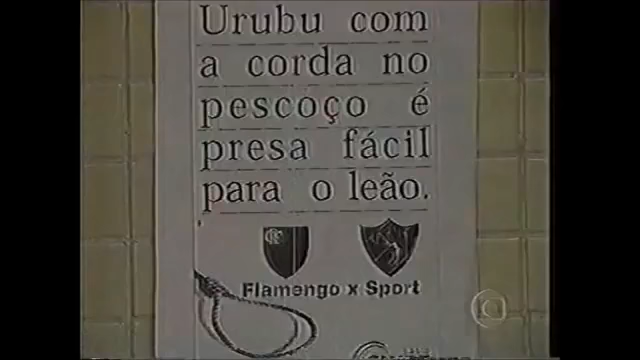 Urubu com
a corda no
pescoço é
presa fácil
para o leão.
Flamengo x Sport